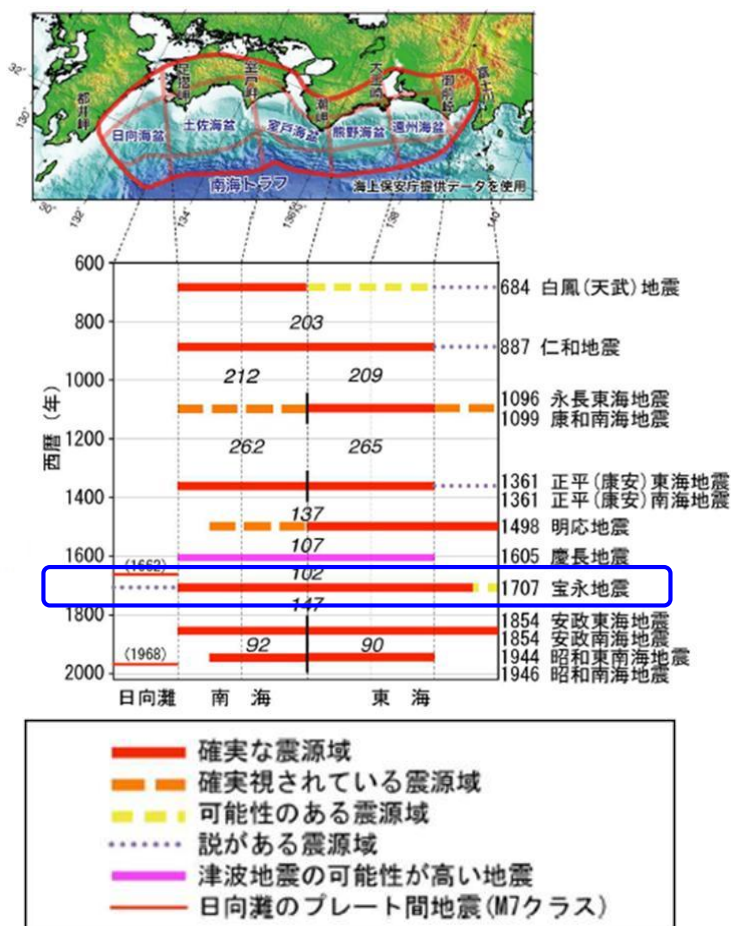 都井岬
足摺岬
室戸岬
潮岬
大王崎
御前崎
富士川
日向海盆
土佐海盆
室戸海盆
熊野海盆
遠州海盆
南海トラフ
海上保安庁提供データを使用
32°
130°
30°
132°
134°
136°
138°
140°
西暦(年)
600
800
1000
1200
1400
1600
1800
2000
203
212
209
262
265
137
107
102
147
92
90
(1662)
(1968)
684 白鳳(天武)地震
887 仁和地震
1096 永長東海地震
1099 康和南海地震
1361 正平(康安)東海地震
1361 正平(康安)南海地震
1498 明応地震
1605 慶長地震
1707 宝永地震
1854 安政東海地震
1854 安政南海地震
1944 昭和東南海地震
1946 昭和南海地震
日向灘 南 海 東 海
確実な震源域
確実視されている震源域
可能性のある震源域
説がある震源域
津波地震の可能性が高い地震
日向灘のプレート間地震(M7クラス)